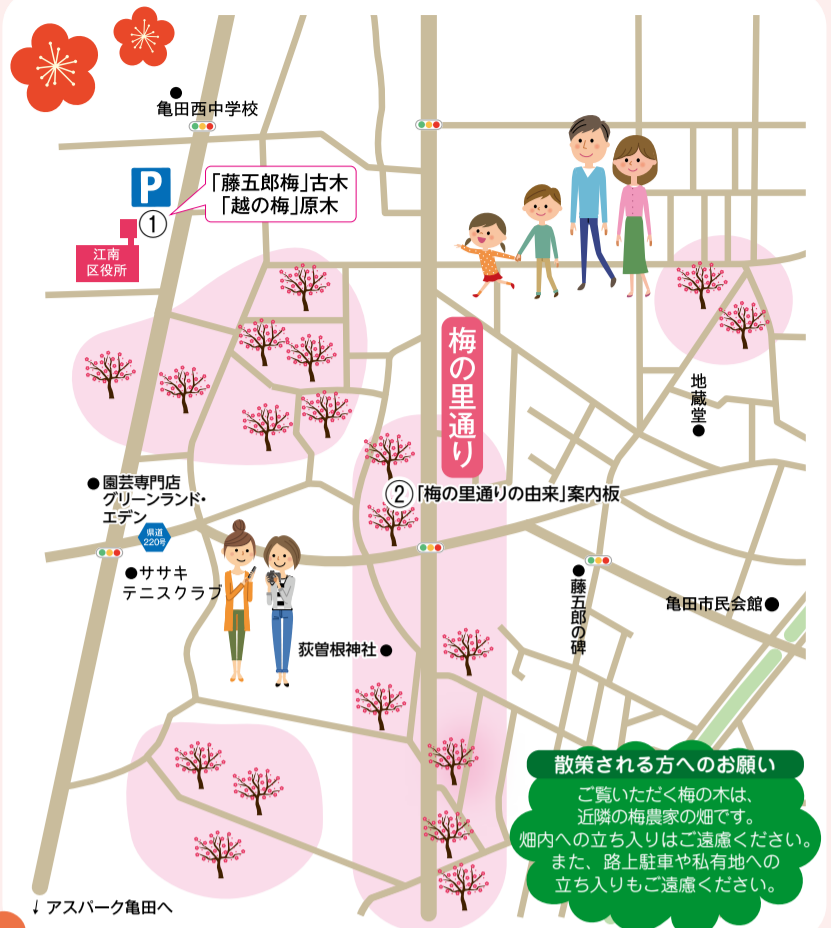 亀田西中学校
P
①
「藤五郎梅」古木
「越の梅」原木
江南
区役所
梅の里通り
地蔵堂
園芸専門店
グリーンランド・
エデン
②「梅の里通りの由来」案内板
県道
220号
ササキ
テニスクラブ
藤五郎の碑
亀田市民会館
荻曽根神社
散策される方へのお願い
ご覧いただく梅の木は、
近隣の梅農家の畑です。
畑内への立ち入りはご遠慮ください。
また、路上駐車や私有地への
立ち入りもご遠慮ください。
↓ アスパーク亀田へ